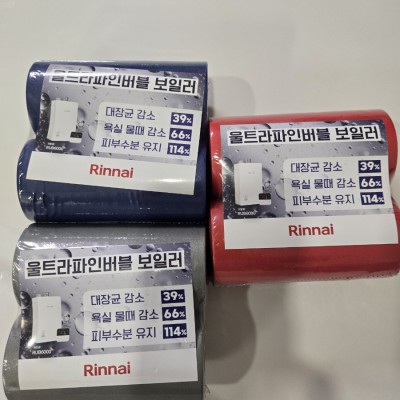 울트라파인버블 보일러
대장균 감소 39%
욕실 물때 감소 66%
피부수분 유지 114%
Rinnai
울트라파인버블 보일러
대장균 감소 39%
욕실 물때 감소 66%
피부수분 유지 114%
Rinnai
울트라파인버블 보일러
대장균 감소 39%
욕실 물때 감소 66%
피부수분 유지 114%
Rinnai